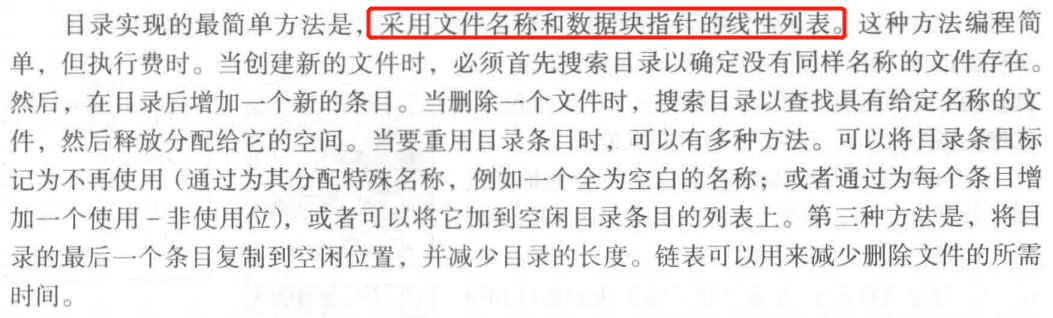 目录实现的最简单方法是，采用文件名称和数据块指针的线性列表。这种方法编程简
单，但执行费时。当创建新的文件时，必须首先搜索目录以确定没有同样名称的文件存在。
然后，在目录后增加一个新的条目。当删除一个文件时，搜索目录以查找具有给定名称的文
件，然后释放分配给它的空间。当要重用目录条目时，可以有多种方法。可以将目录条目标
记为不再使用（通过为其分配特殊名称，例如一个全为空白的名称；或者通过为每个条目增
加一个使用－非使用位），或者可以将它加到空闲目录条目的列表上。第三种方法是，将目
录的最后一个条目复制到空闲位置，并减少目录的长度。链表可以用来减少删除文件的所需
时间。